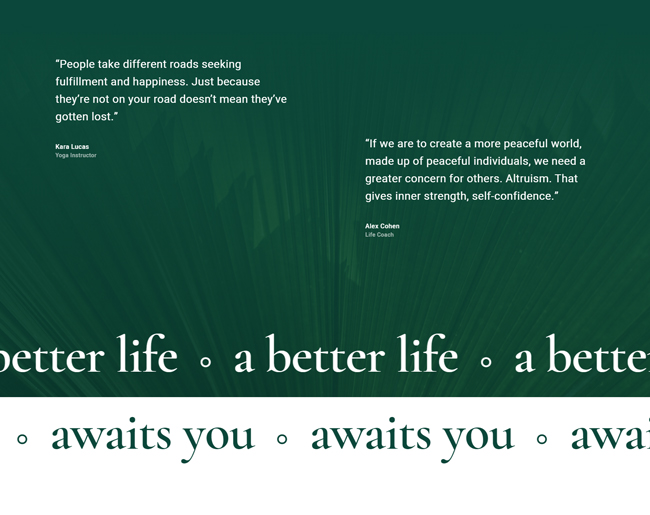 “People take different roads seeking
fulfillment and happiness. Just because
they’re not on your road doesn’t mean they’ve
gotten lost.”
Kara Lucas
Yoga Instructor
“If we are to create a more peaceful world,
made up of peaceful individuals, we need a
greater concern for others. Altruism. That
gives inner strength, self-confidence.”
Alex Cohen
Life Coach
better life ∘ a better life ∘ a bette
∘ awaits you ∘ awaits you ∘ awai